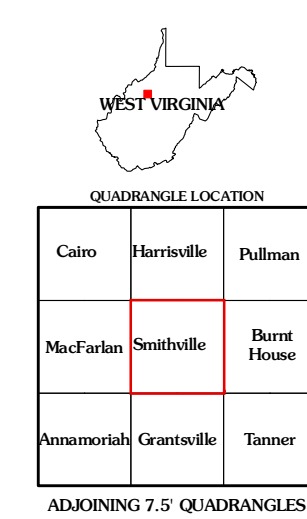 WEST VIRGINIA
QUADRANGLE LOCATION
Cairo Harrisville Pullman
MacFarlan Smithville Burnt House
Annamoriah Grantsville Tanner
ADJOINING 7.5' QUADRANGLES